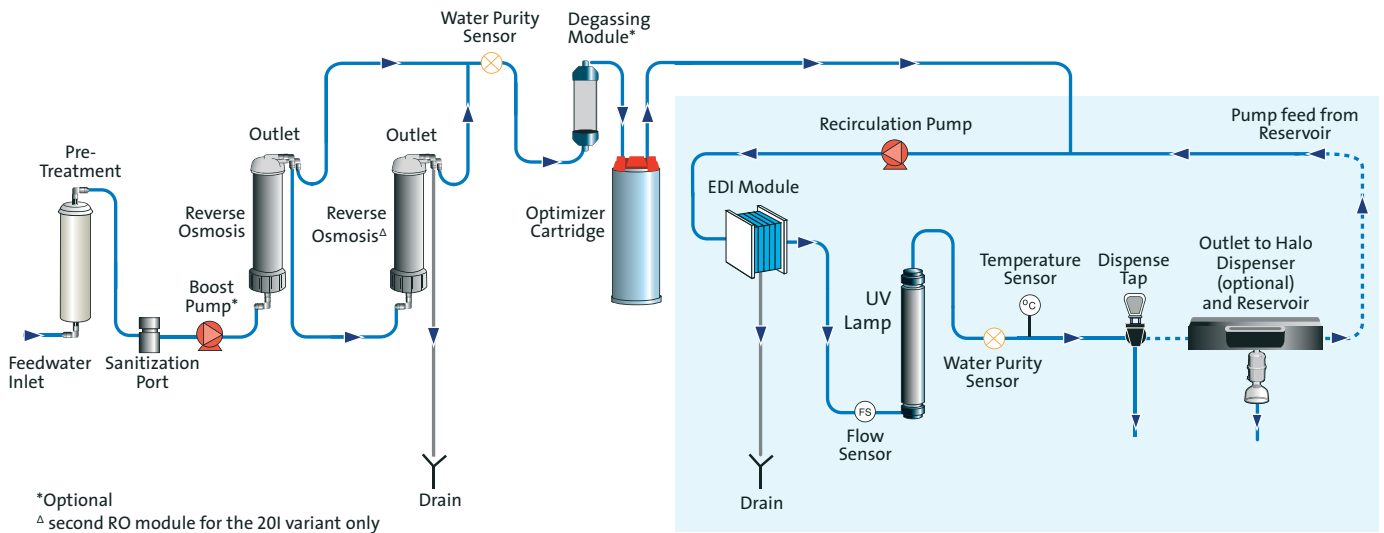 Water Purity
Sensor
Degassing
Module*
Outlet
Outlet
Pre-
Treatment
Reverse
Osmosis
Reverse
OsmosisΔ
Optimizer
Cartridge
Boost
Pump*
Feedwater
Inlet
Sanitization
Port
Drain
Recirculation Pump
Pump feed from
Reservoir
EDI Module
UV
Lamp
Temperature
Sensor
°C
Dispense
Tap
Outlet to Halo
Dispenser
(optional)
and Reservoir
Water Purity
Sensor
FS
Flow
Sensor
Drain
*Optional
Δ second RO module for the 20I variant only